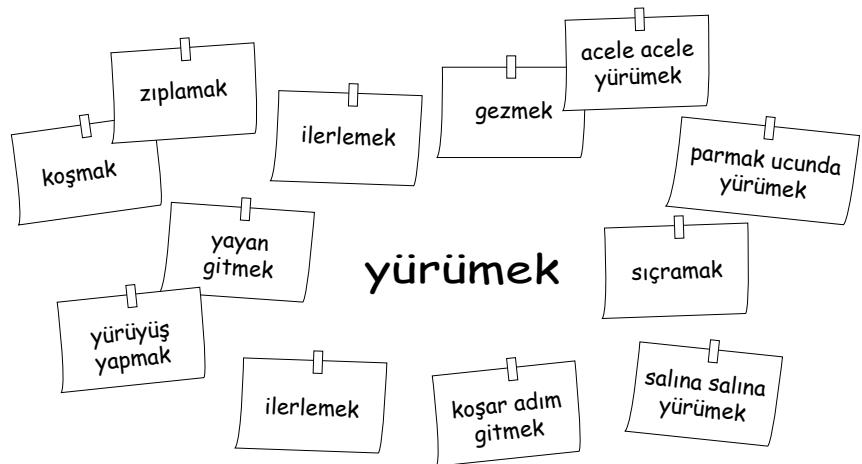 acele acele
yürümek
zıplamak
gezmek
ilerlemek
koşmak
parmak ucunda
yürümek
yayan
gitmek
yürümek
sıçramak
yürüyüş
yapmak
ilerlemek
koşar adım
gitmek
salına salına
yürümek